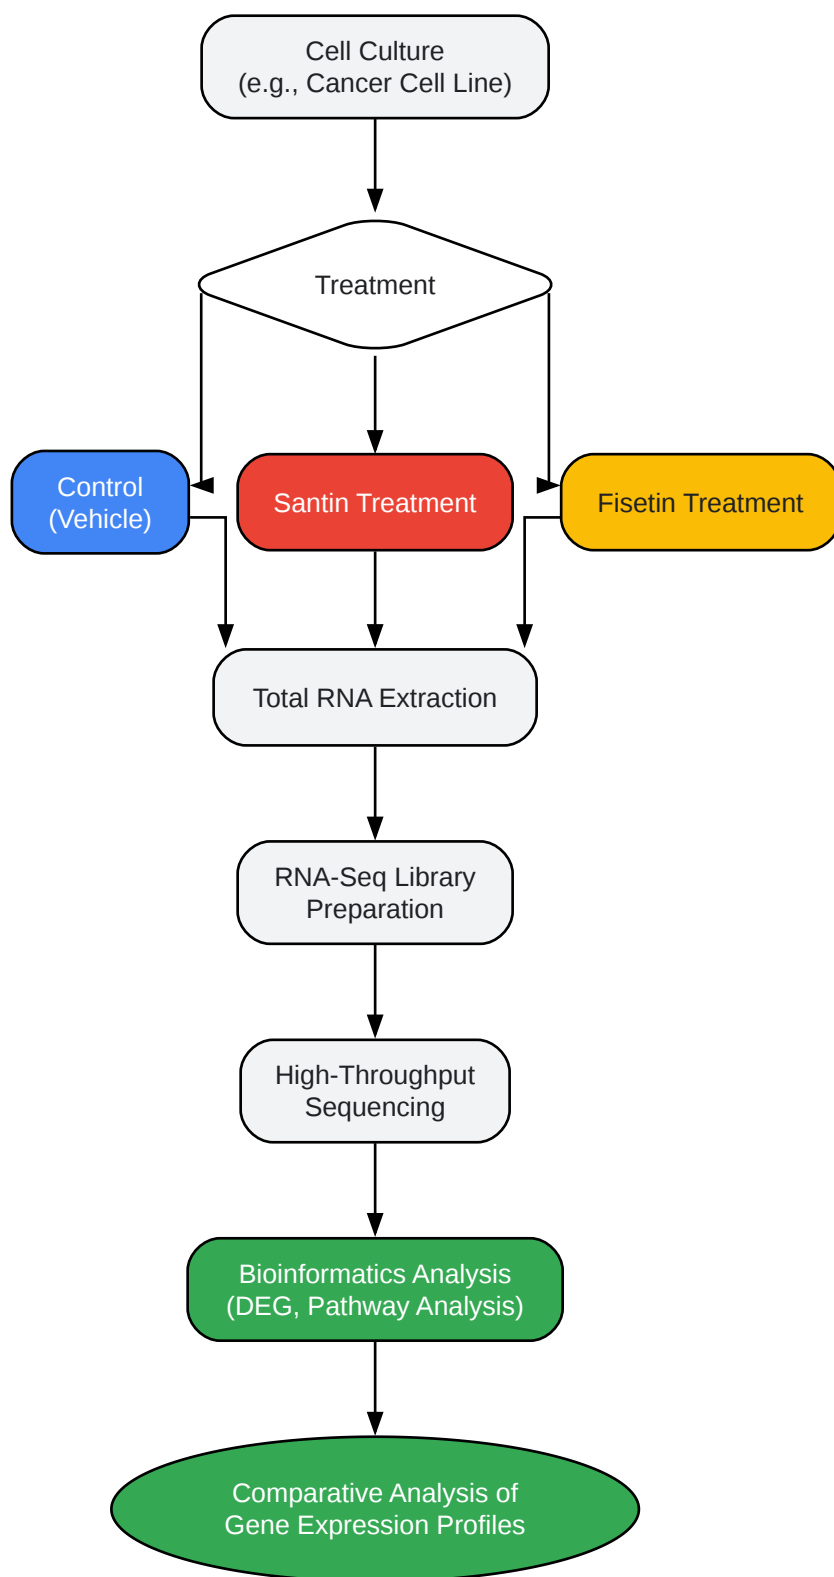 Cell Culture
(e.g., Cancer Cell Line)
Treatment
Control
(Vehicle)
Santin Treatment
Fisetin Treatment
Total RNA Extraction
RNA-Seq Library
Preparation
High-Throughput
Sequencing
Bioinformatics Analysis
(DEG, Pathway Analysis)
Comparative Analysis of
Gene Expression Profiles